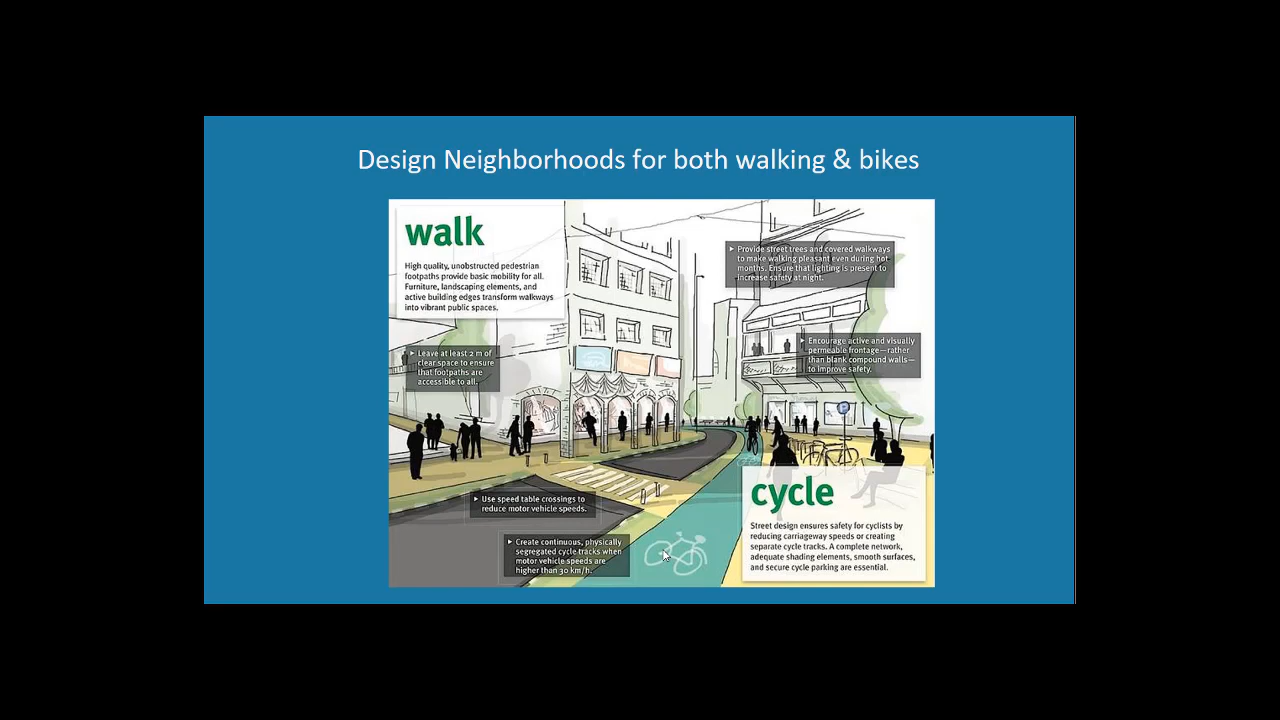 Design Neighborhoods for both walking & bikes
walk
High quality, unobstructed pedestrian
footpaths provide basic mobility for all.
Furniture, landscaping elements, and
active building edges transform walkways
into vibrant public spaces.
Provide street trees and covered walkways
to make walking pleasant even during hot
months. Ensure that lighting is present to
increase safety at night.
Encourage active and visually
permeable frontage—rather
than blank compound walls—
to improve safety.
Leave at least 2 m of
clear space to ensure
that footpaths are
accessible to all.
P
Use speed table crossings to
reduce motor vehicle speeds.
Create continuous, physically
segregated cycle tracks when
motor vehicle speeds are
higher than 30 km/h.
cycle
Street design ensures safety for cyclists by
reducing carriageway speeds or creating
separate cycle tracks. A complete network,
adequate shading elements, smooth surfaces,
and secure cycle parking are essential.